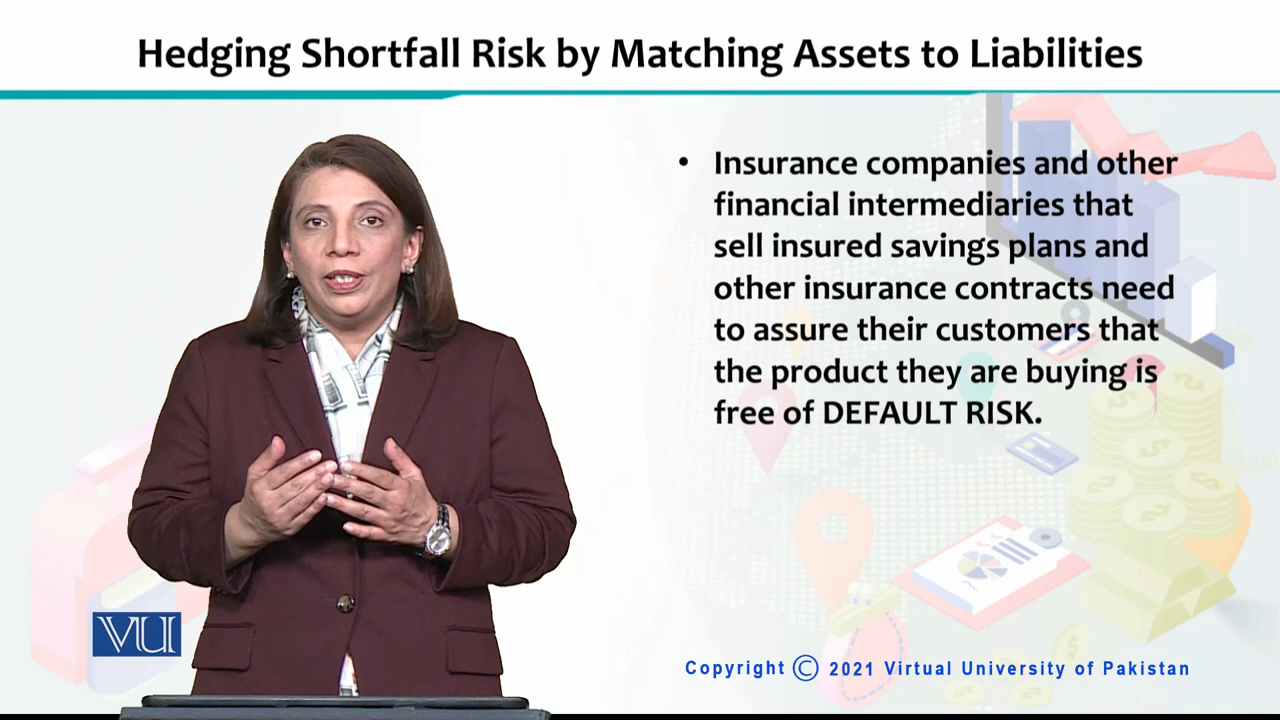 Hedging Shortfall Risk by Matching Assets to Liabilities
• Insurance companies and other
financial intermediaries that
sell insured savings plans and
other insurance contracts need
to assure their customers that
the product they are buying is
free of DEFAULT RISK.
VU
Copyright © 2021 Virtual University of Pakistan